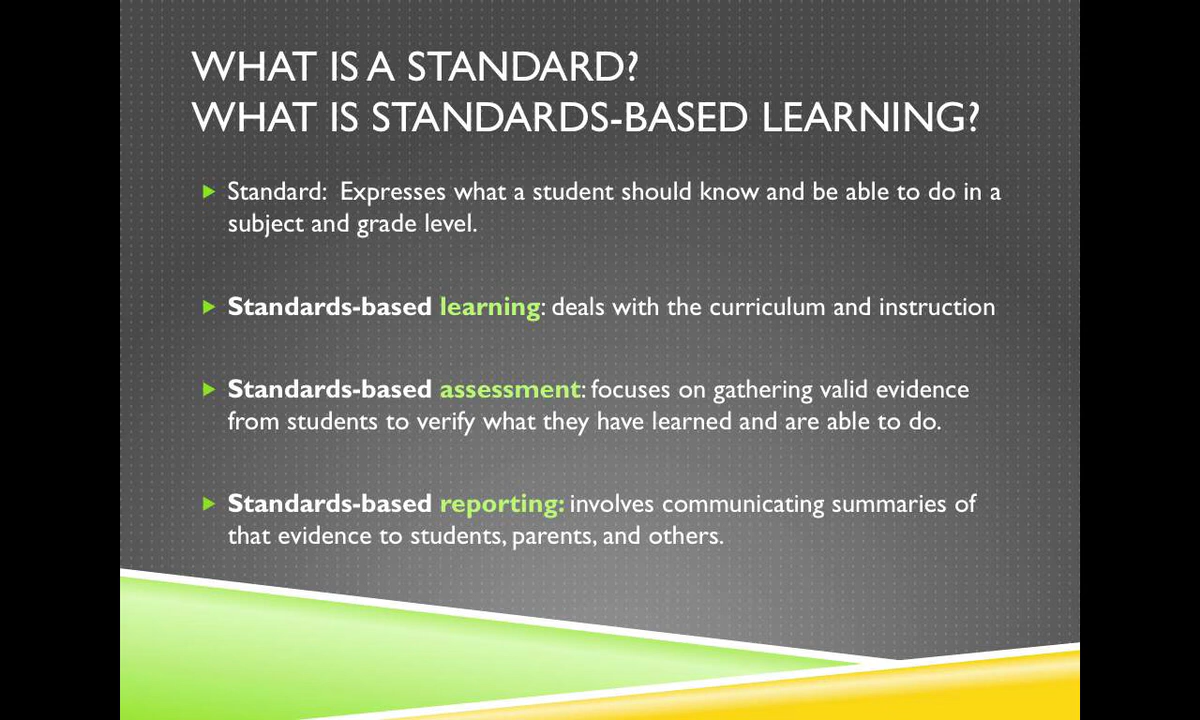 WHAT IS A STANDARD?
WHAT IS STANDARDS-BASED LEARNING?
Standard:  Expresses what a student should know and be able to do in a
subject and grade level.
Standards-based learning: deals with the curriculum and instruction
Standards-based assessment: focuses on gathering valid evidence
from students to verify what they have learned and are able to do.
Standards-based reporting: involves communicating summaries of
that evidence to students, parents, and others.